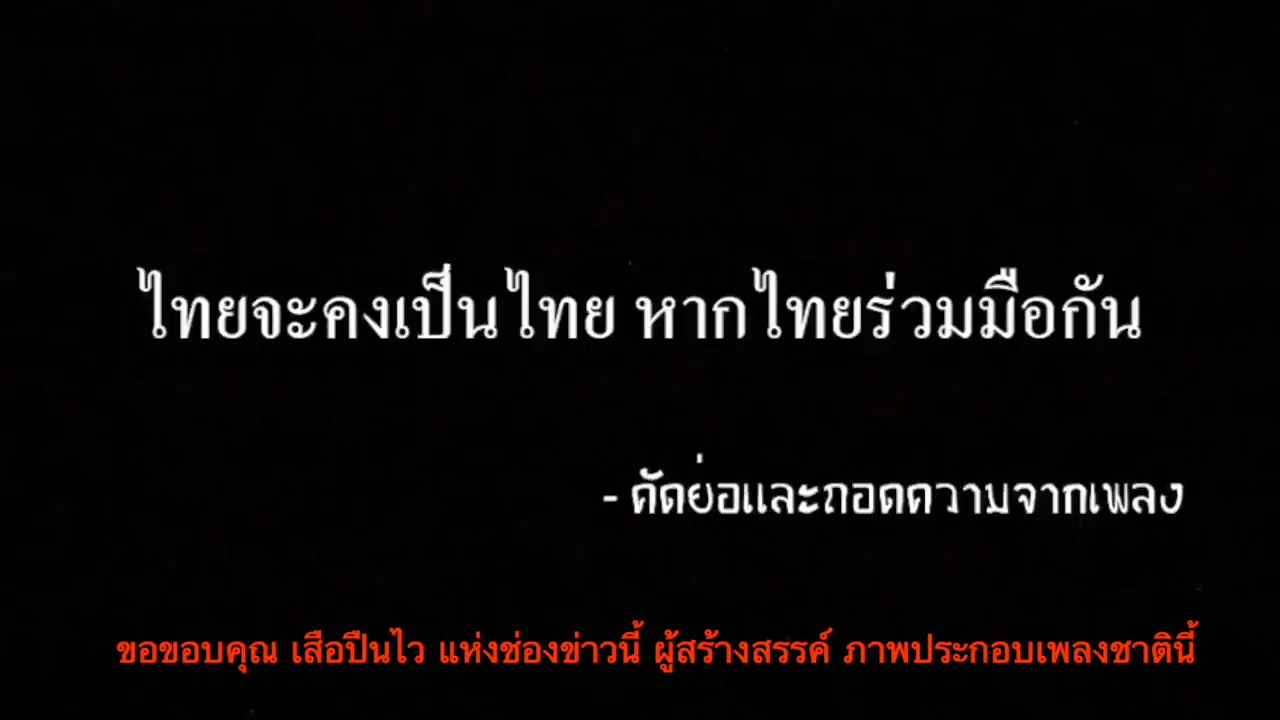 ไทยจะคงเป็นไทย หากไทยร่วมมือกัน
- คัดย่อและถอดความจากเพลง
ขอขอบคุณ เสือปืนไว แห่งช่องข่าวนี้ ผู้สร้างสรรค์ ภาพประกอบเพลงชาตินี้